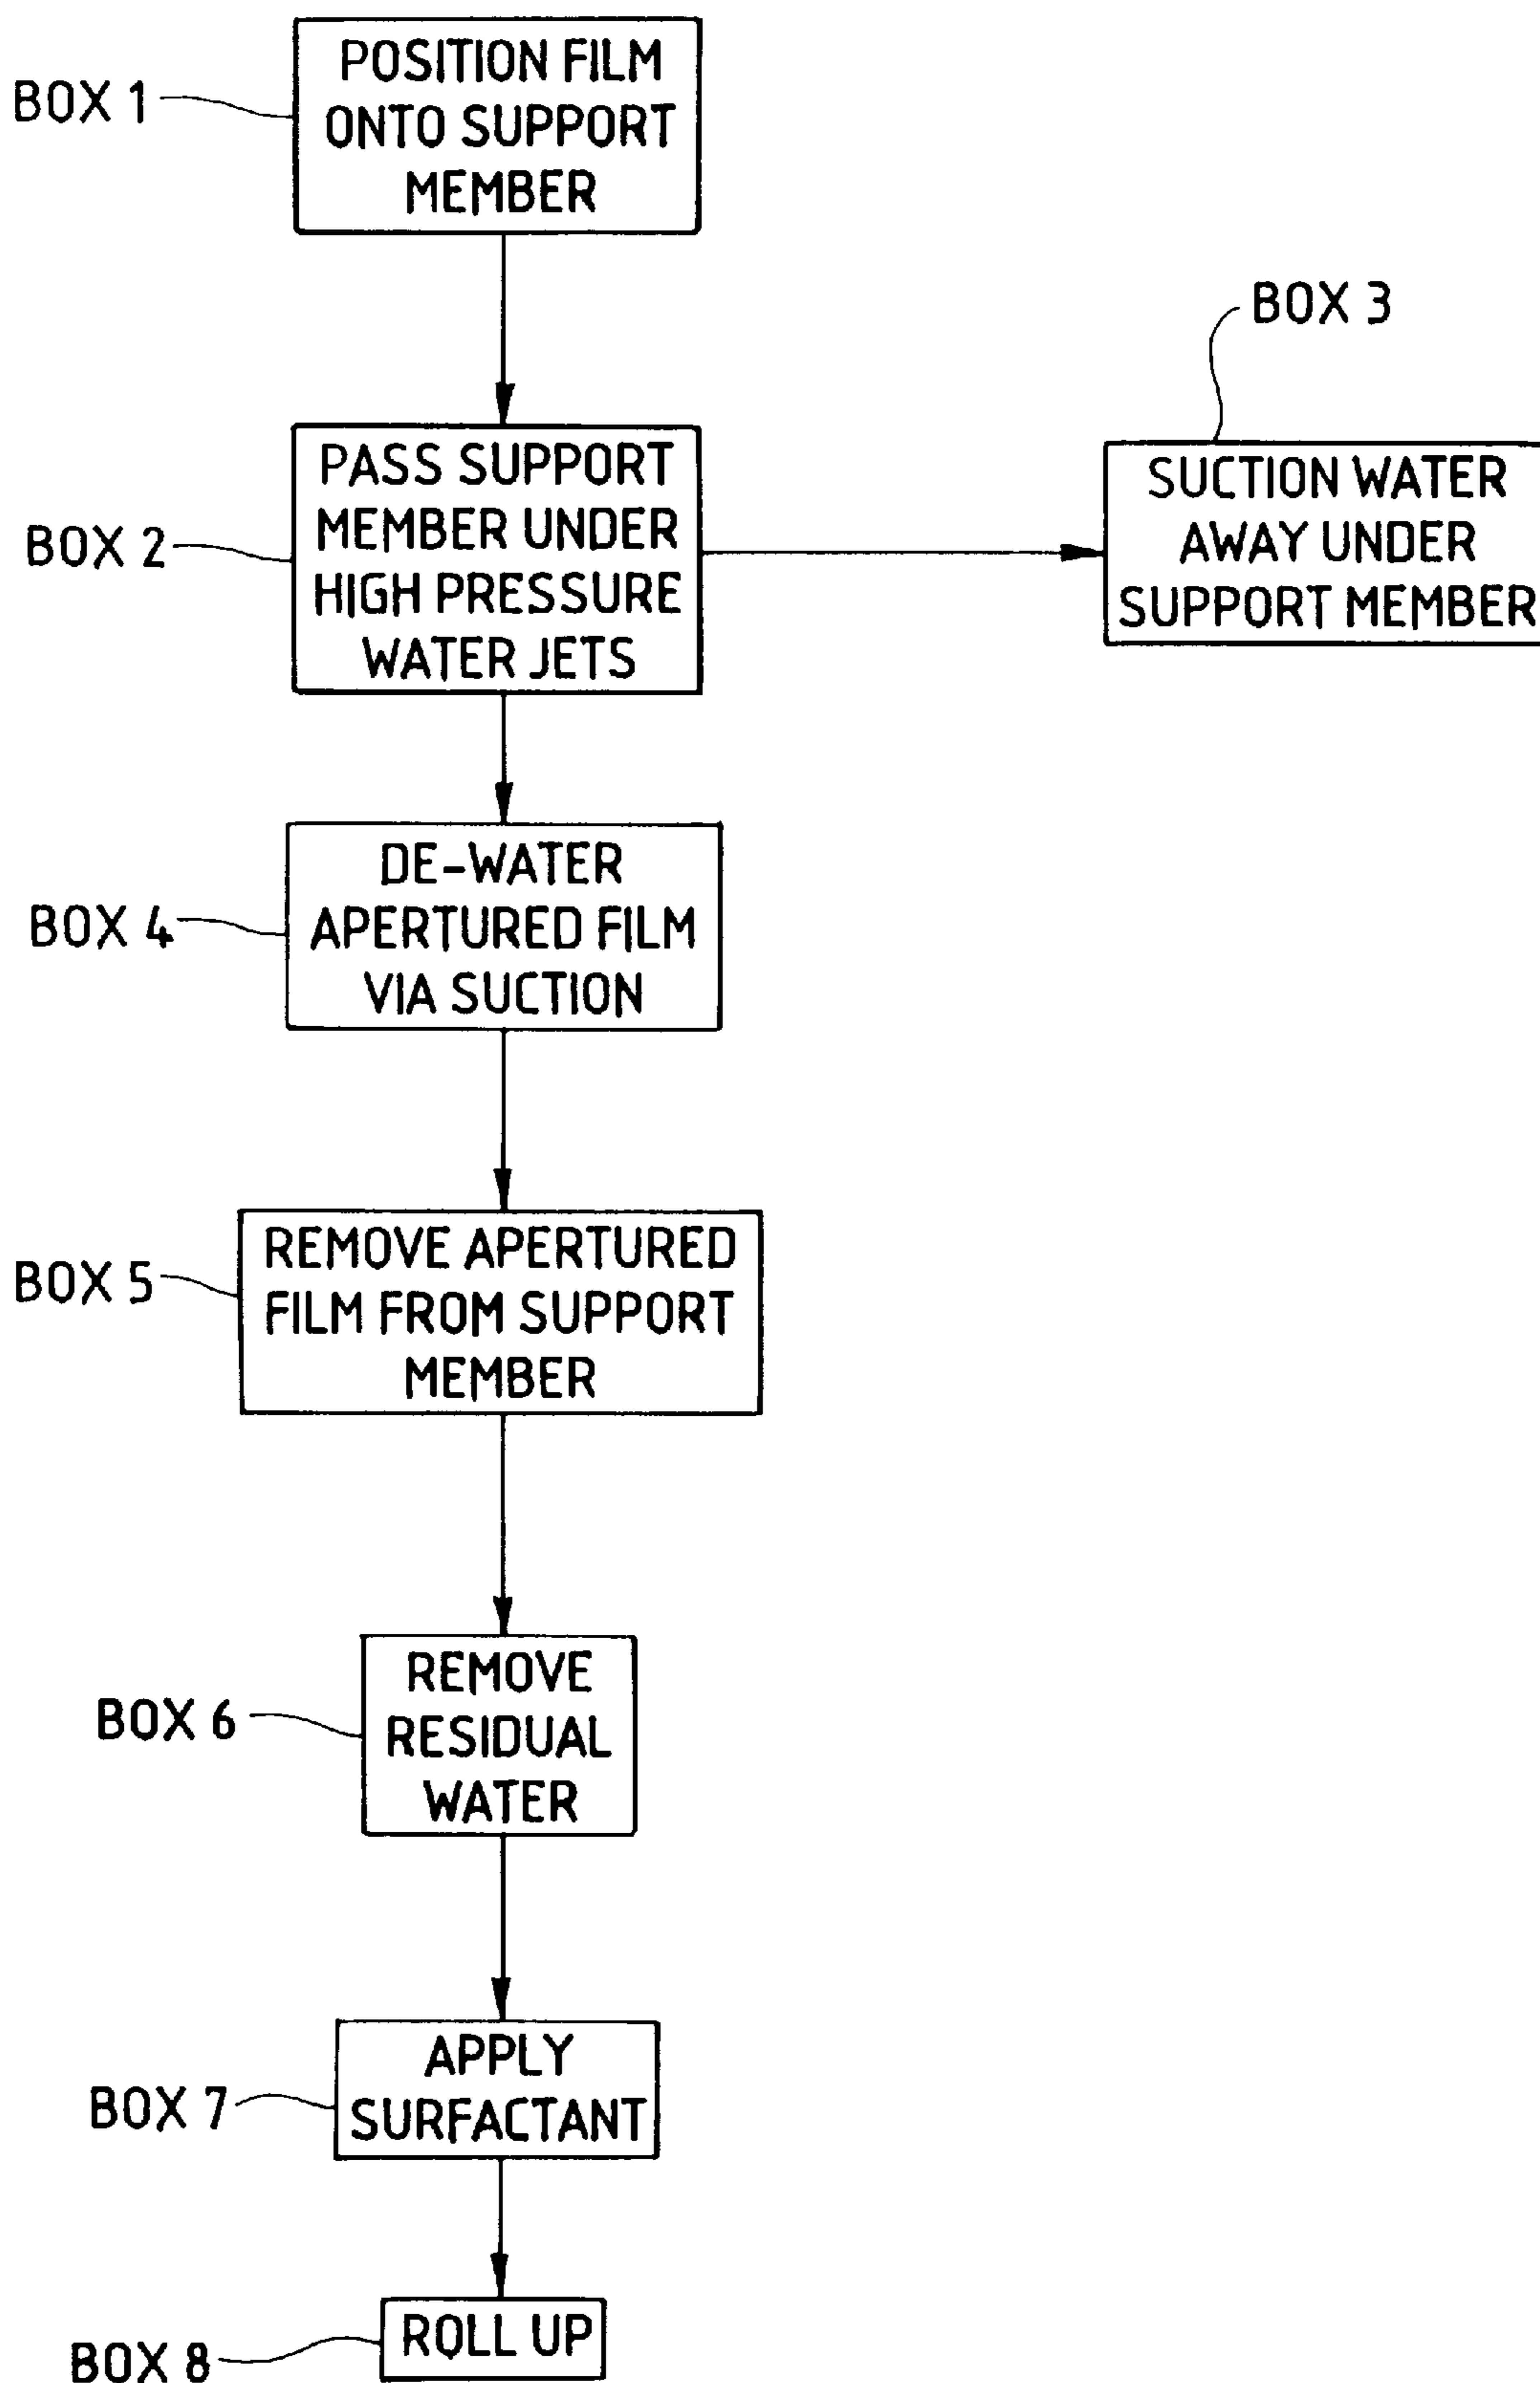 BOX 1
POSITION FILM
ONTO SUPPORT
MEMBER
BOX 2
PASS SUPPORT
MEMBER UNDER
HIGH PRESSURE
WATER JETS
BOX 3
SUCTION WATER
AWAY UNDER
SUPPORT MEMBER
BOX 4
DE-WATER
APERTURED FILM
VIA SUCTION
BOX 5
REMOVE APERTURED
FILM FROM SUPPORT
MEMBER
BOX 6
REMOVE
RESIDUAL
WATER
BOX 7
APPLY
SURFACTANT
BOX 8
ROLL UP